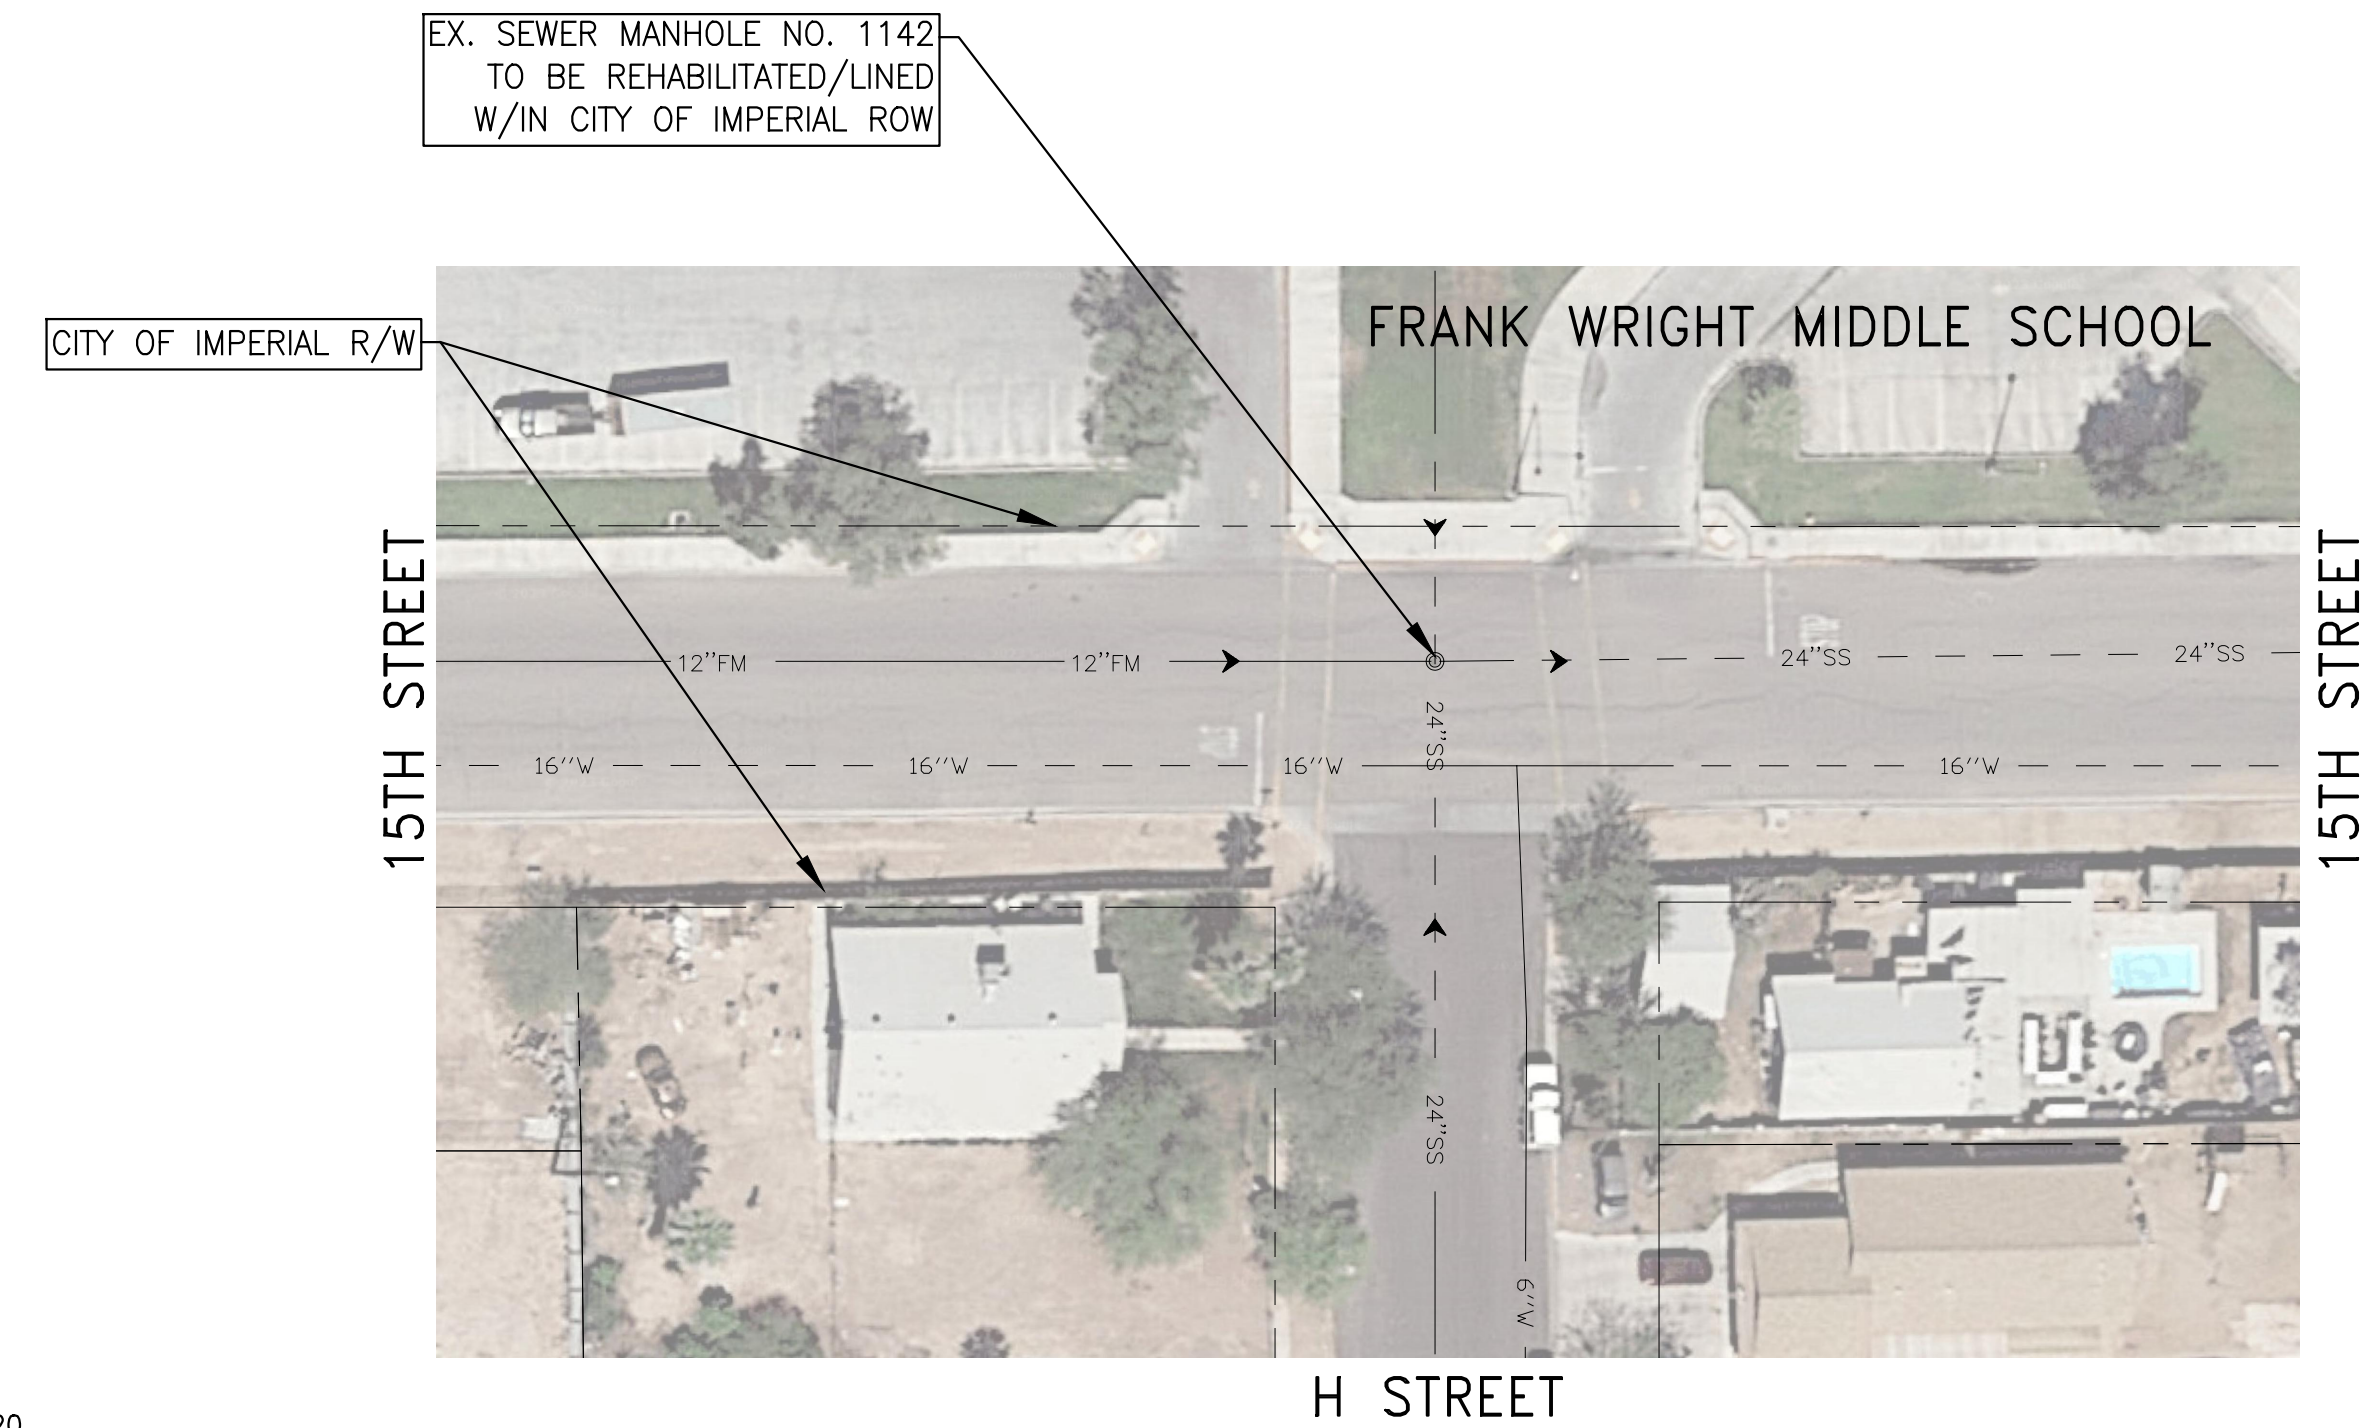 EX. SEWER MANHOLE NO. 1142
TO BE REHABILITATED/LINED
W/IN CITY OF IMPERIAL ROW
FRANK WRIGHT MIDDLE SCHOOL
CITY OF IMPERIAL R/W
15TH STREET
15TH STREET
12"FM
12"FM
24"SS
24"SS
24"SS
16"W
16"W
16"W
16"W
24"SS
6"W
H STREET
20